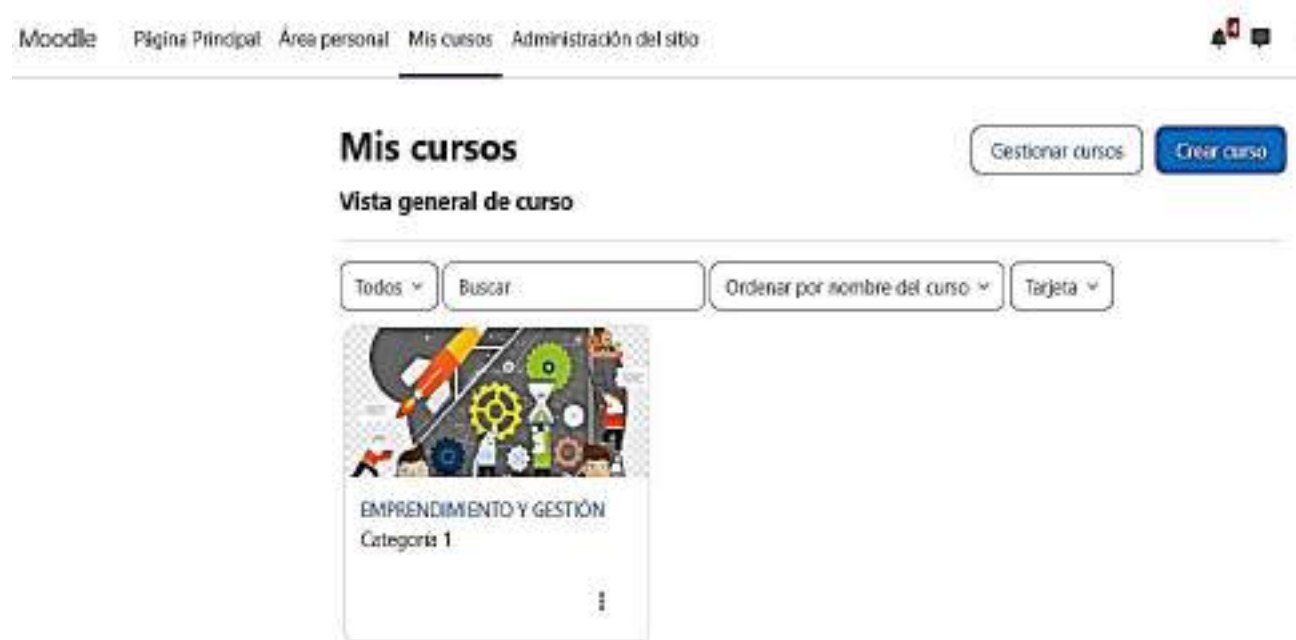 Moodle Página Principal Área personal Mis cursos Administración del sitio 4
Mis cursos
Gestionar cursos Crear curso
Vista general de curso
Todos Buscar Ordenar por nombre del curso Tarjeta
EMPRENDIMIENTO Y GESTIÓN
Categoría 1